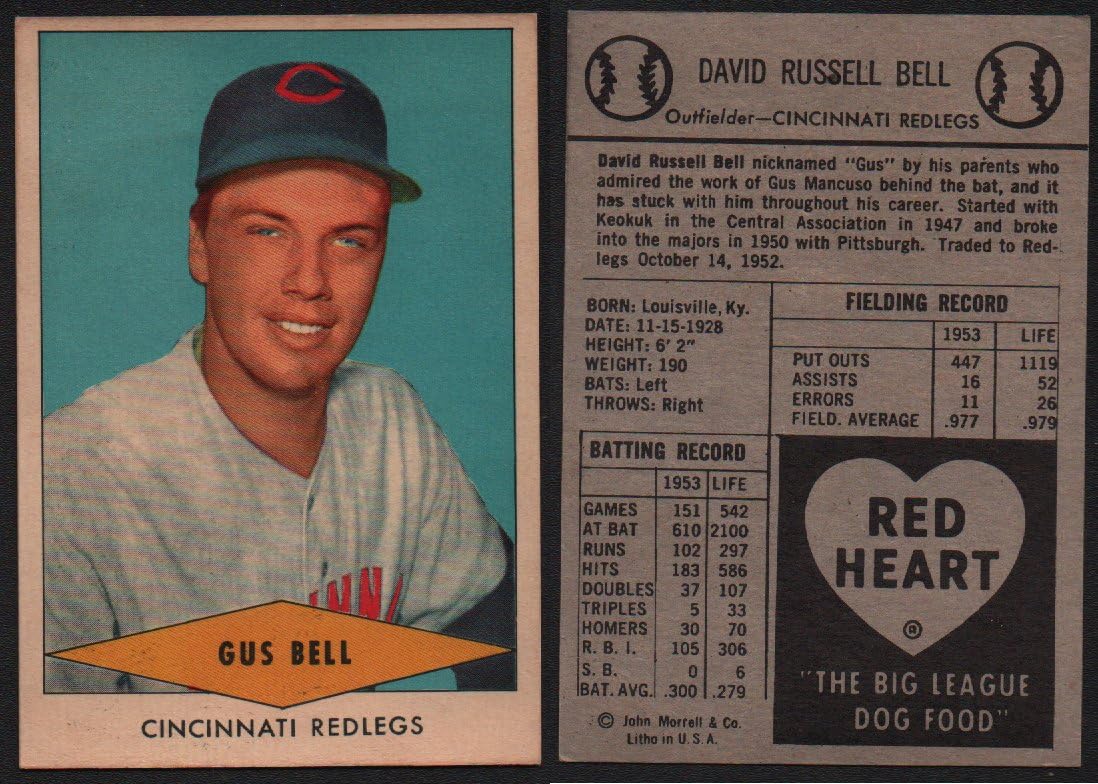 C
INN
GUS BELL
CINCINNATI REDLEGS
DAVID RUSSELL BELL
Outfielder—CINCINNATI REDLEGS
David Russell Bell nicknamed "Gus" by his parents who
admired the work of Gus Mancuso behind the bat, and it
has stuck with him throughout his career. Started with
Keokuk in the Central Association in 1947 and broke
into the majors in 1950 with Pittsburgh. Traded to Red-
legs October 14, 1952.
BORN: Louisville, Ky.
DATE: 11-15-1928
HEIGHT: 6' 2"
WEIGHT: 190
BATS: Left
THROWS: Right
FIELDING RECORD
1953 LIFE
PUT OUTS 447 1119
ASSISTS 16 52
ERRORS 11 26
FIELD. AVERAGE .977 .979
BATTING RECORD
1953 LIFE
GAMES 151 542
AT BAT 610 2100
RUNS 102 297
HITS 183 586
DOUBLES 37 107
TRIPLES 5 33
HOMERS 30 70
R. B. I. 105 306
S. B. 0 6
BAT. AVG. .300 .279
© John Morrell & Co.
Litho in U. S. A.
RED
HEART
®
"THE BIG LEAGUE
DOG FOOD"